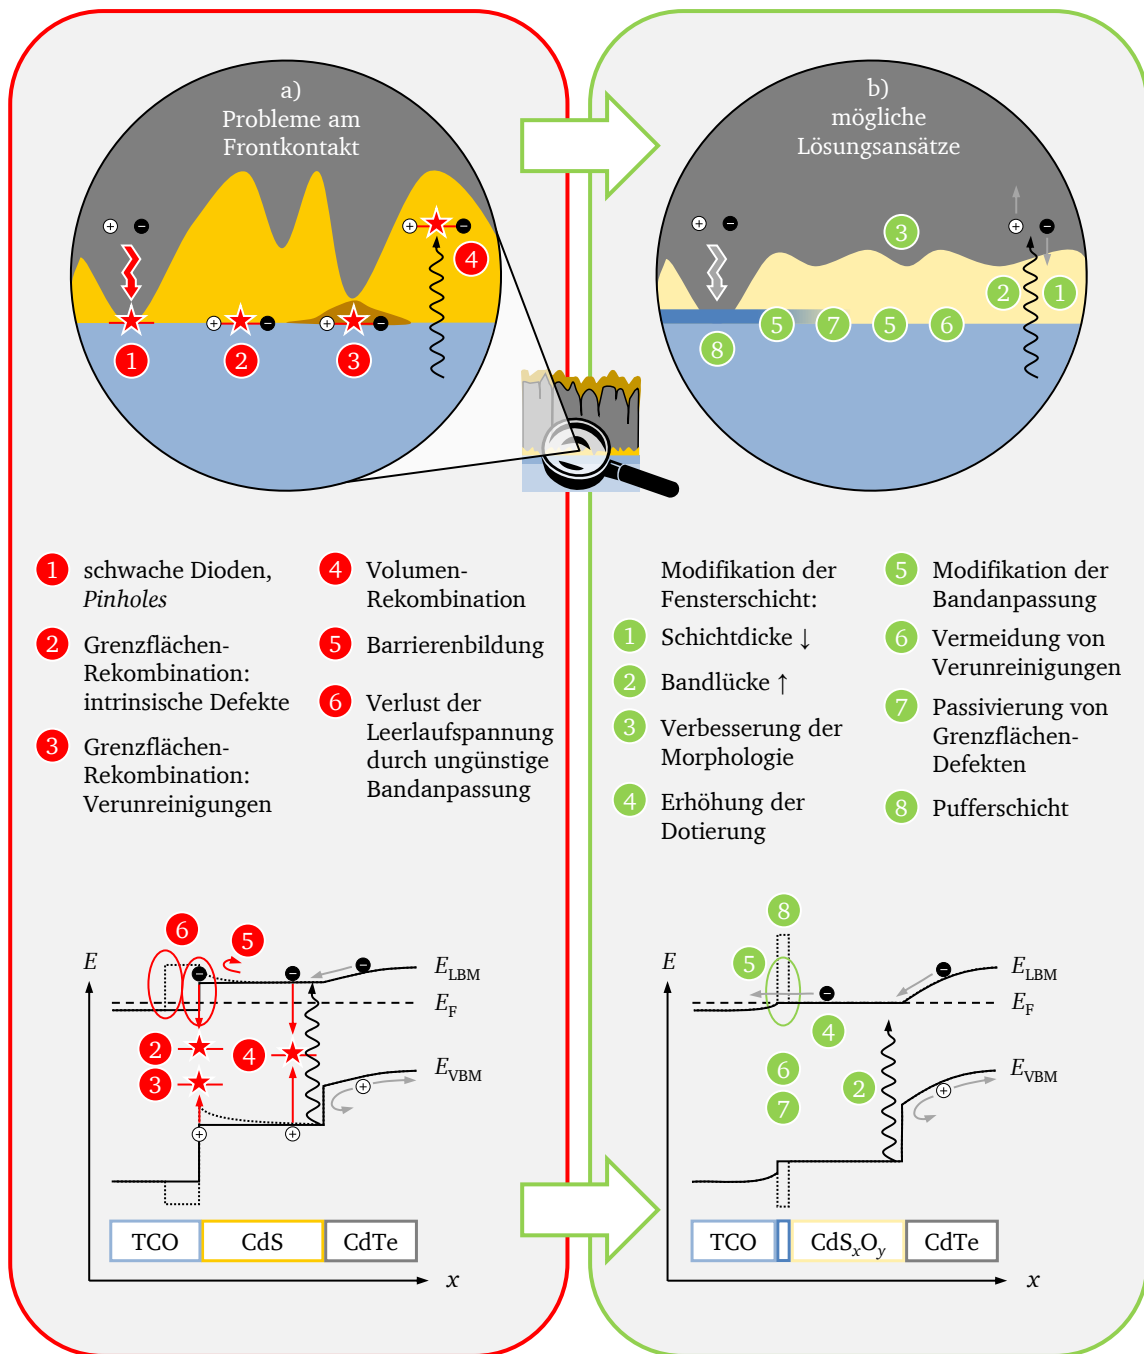 a)
Probleme am
Frontkontakt
4
1
2
3
b)
mögliche
Lösungsansätze
3
2
1
5
7
5
6
8
1 schwache Dioden,
Pinholes
2 Grenzflächen-
Rekombination:
intrinsische Defekte
3 Grenzflächen-
Rekombination:
Verunreinigungen
4 Volumen-
Rekombination
5 Barrierenbildung
6 Verlust der
Leerlaufspannung
durch ungünstige
Bandanpassung
Modifikation der
Fensterschicht:
1 Schichtdicke ↓
2 Bandlücke ↑
3 Verbesserung der
Morphologie
4 Erhöhung der
Dotierung
5 Modifikation der
Bandanpassung
6 Vermeidung von
Verunreinigungen
7 Passivierung von
Grenzflächen-
Defekten
8 Pufferschicht
E
6
5
E_LBM
E_F
2
4
3
E_VBM
TCO CdS CdTe
x
E
8
5
E_LBM
E_F
4
6
2
7
E_VBM
TCO CdS_xO_y CdTe
x